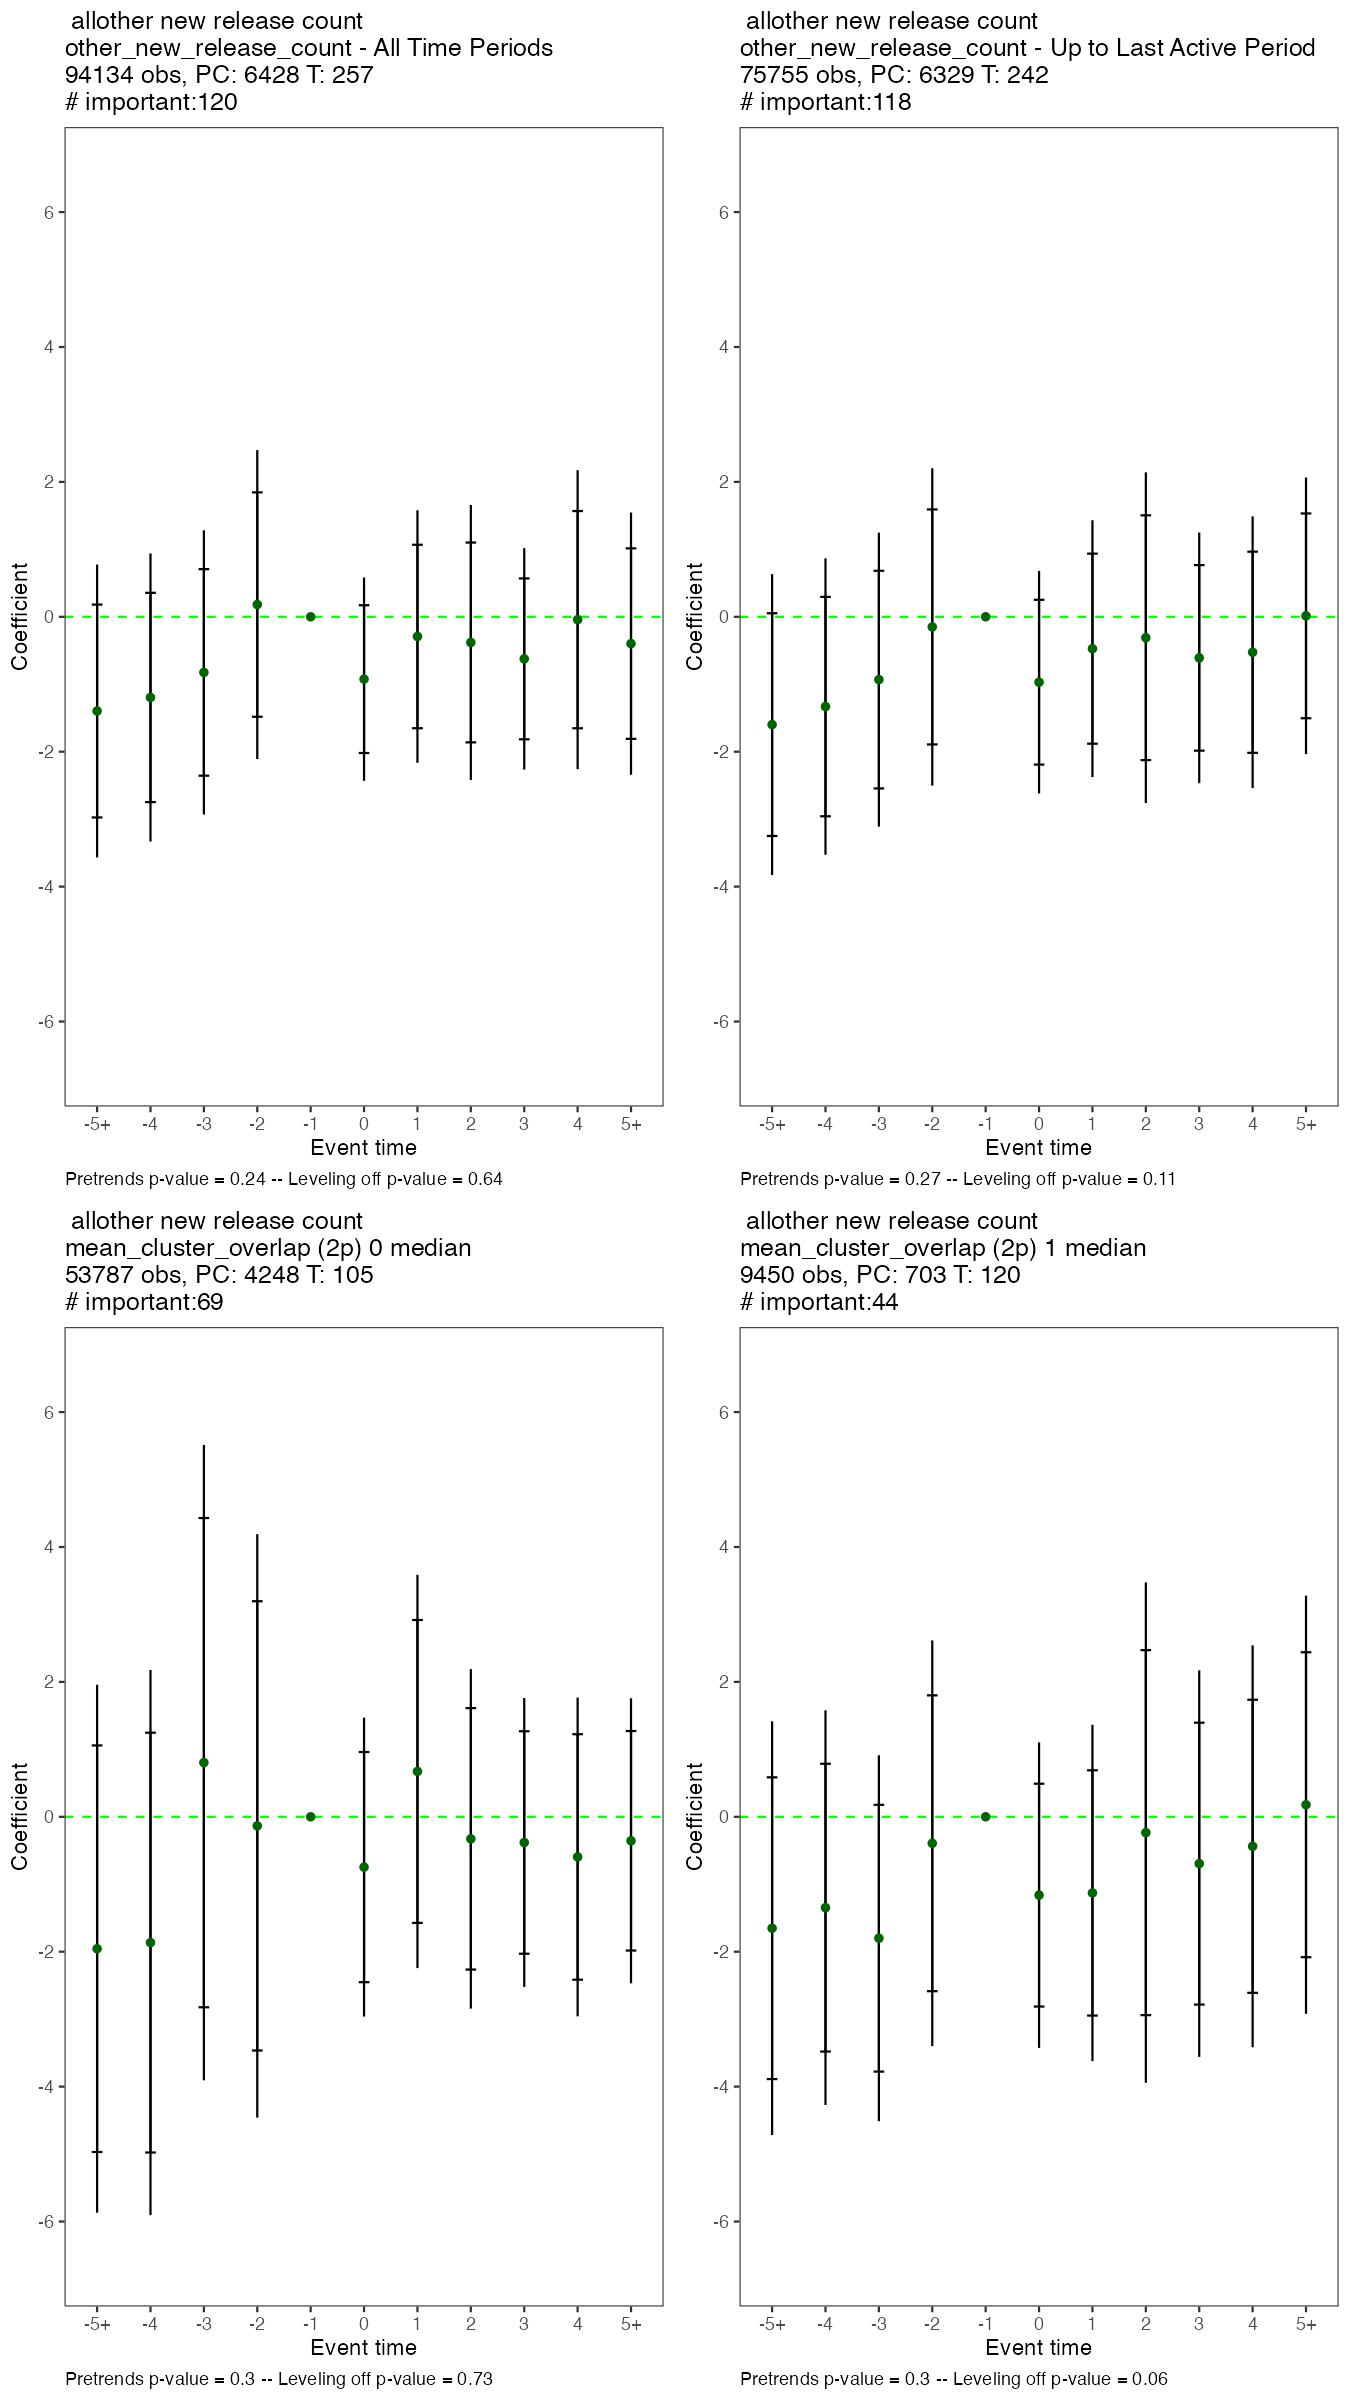 allother new release count
other_new_release_count - All Time Periods
94134 obs, PC: 6428 T: 257
# important:120
6
4
2
0
-2
-4
-6
Coefficient
-5+ -4 -3 -2 -1 0 1 2 3 4 5+
Event time
Pretrends p-value = 0.24 -- Leveling off p-value = 0.64
allother new release count
other_new_release_count - Up to Last Active Period
75755 obs, PC: 6329 T: 242
# important:118
6
4
2
0
-2
-4
-6
Coefficient
-5+ -4 -3 -2 -1 0 1 2 3 4 5+
Event time
Pretrends p-value = 0.27 -- Leveling off p-value = 0.11
allother new release count
mean_cluster_overlap (2p) 0 median
53787 obs, PC: 4248 T: 105
# important:69
6
4
2
0
-2
-4
-6
Coefficient
-5+ -4 -3 -2 -1 0 1 2 3 4 5+
Event time
Pretrends p-value = 0.3 -- Leveling off p-value = 0.73
allother new release count
mean_cluster_overlap (2p) 1 median
9450 obs, PC: 703 T: 120
# important:44
6
4
2
0
-2
-4
-6
Coefficient
-5+ -4 -3 -2 -1 0 1 2 3 4 5+
Event time
Pretrends p-value = 0.3 -- Leveling off p-value = 0.06